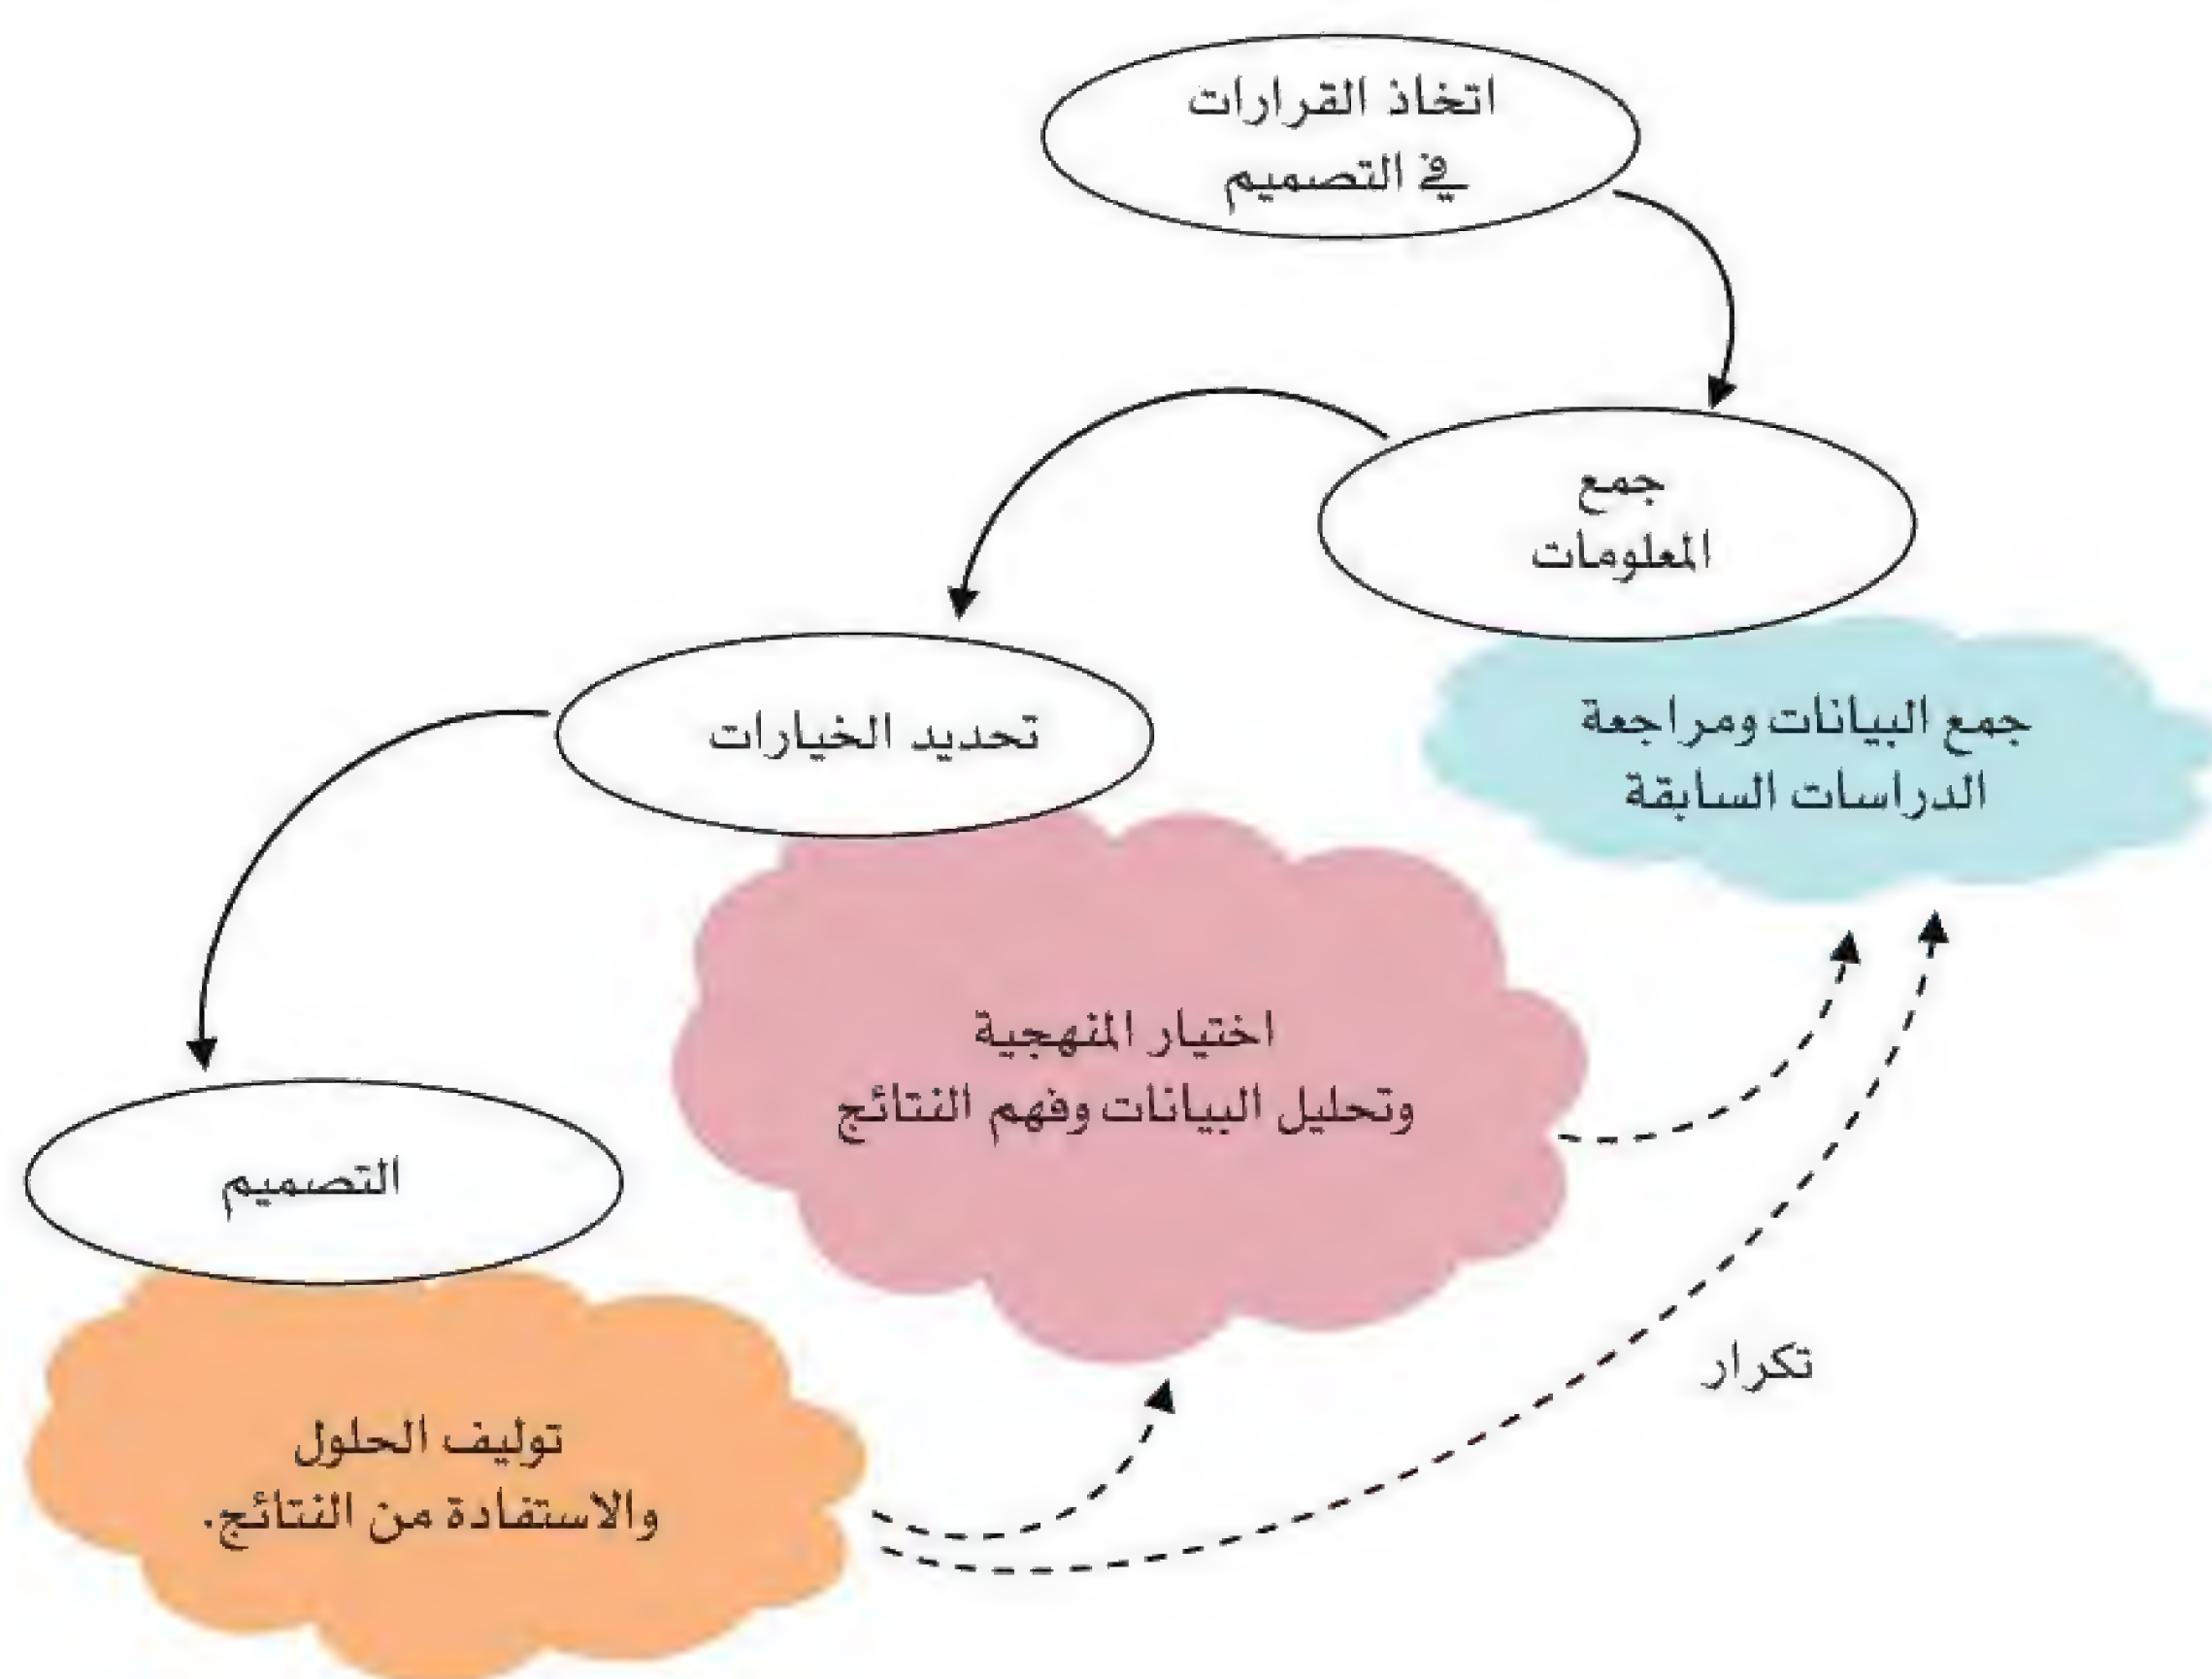 اتخاذ القرارات
في التصميم
جمع
المعلومات
جمع البيانات ومراجعة
الدراسات السابقة
تحديد الخيارات
اختيار المنهجية
وتحليل البيانات وفهم النتائج
التصميم
توليف الحلول
والاستفادة من النتائج.
تكرار